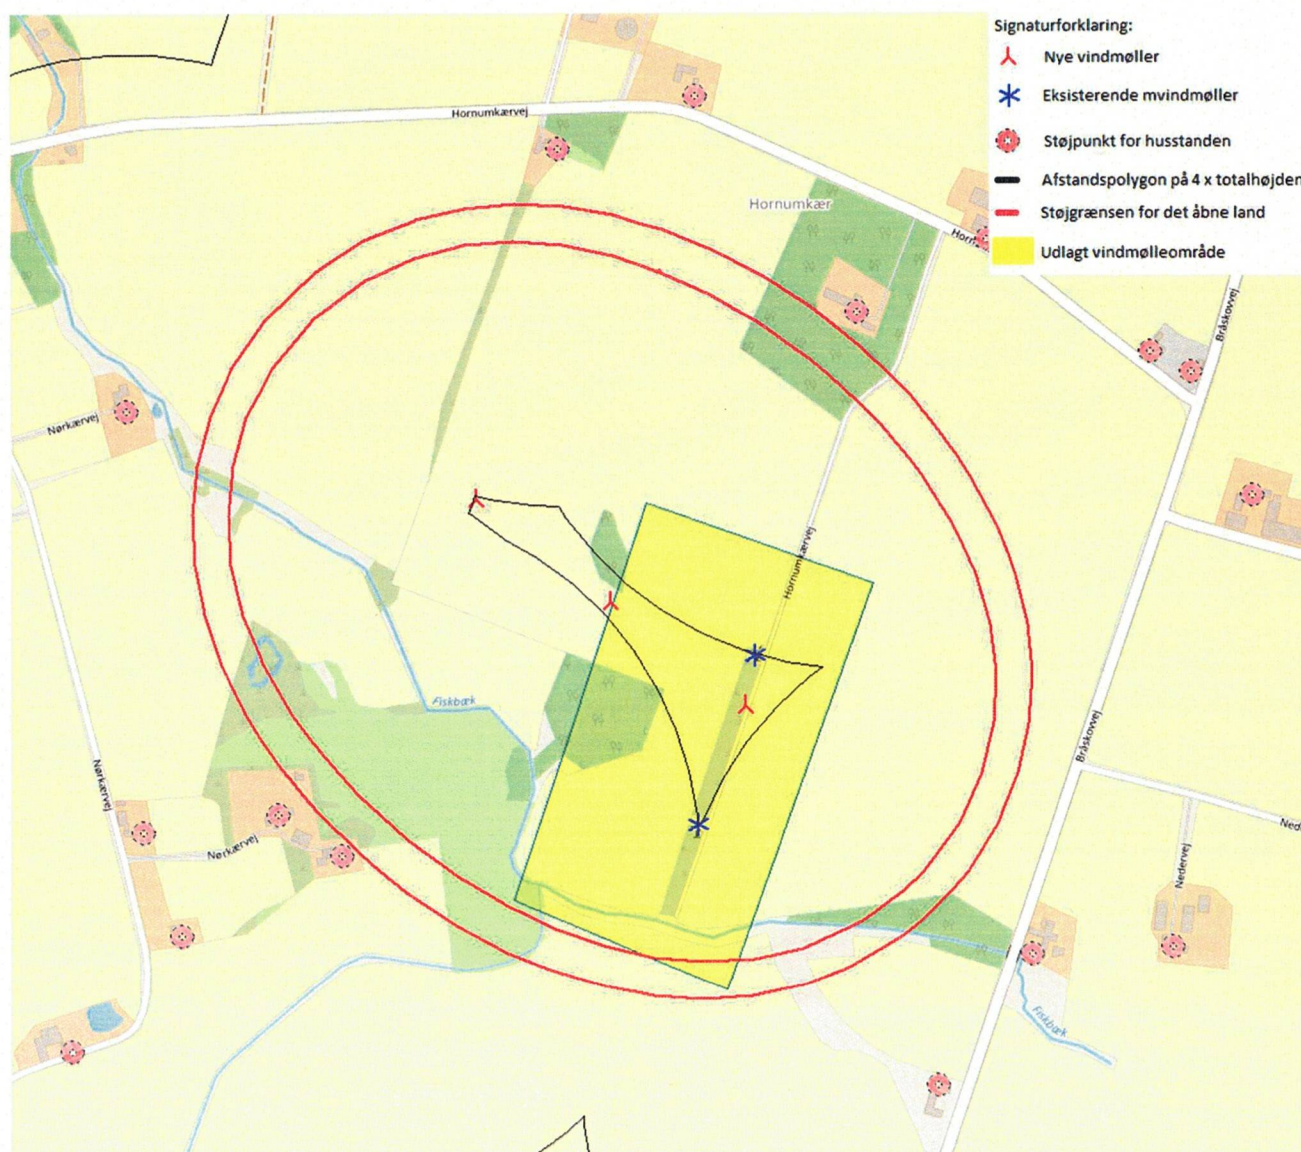 Signaturforklaring:
Nye vindmøller
Eksisterende mvindmøller
Støjpunkt for husstanden
Afstandspolygon på 4 x totalhøjden
Støjgrænsen for det åbne land
Udlagt vindmølleområde
Hornumkærvej
Hornumkær
Bråskovvej
Nørkærvej
Hornumkærvej
Fiskbæk
Bråskovvej
Nørkærvej
Nørkærvej
Nedervej
Fiskbæk